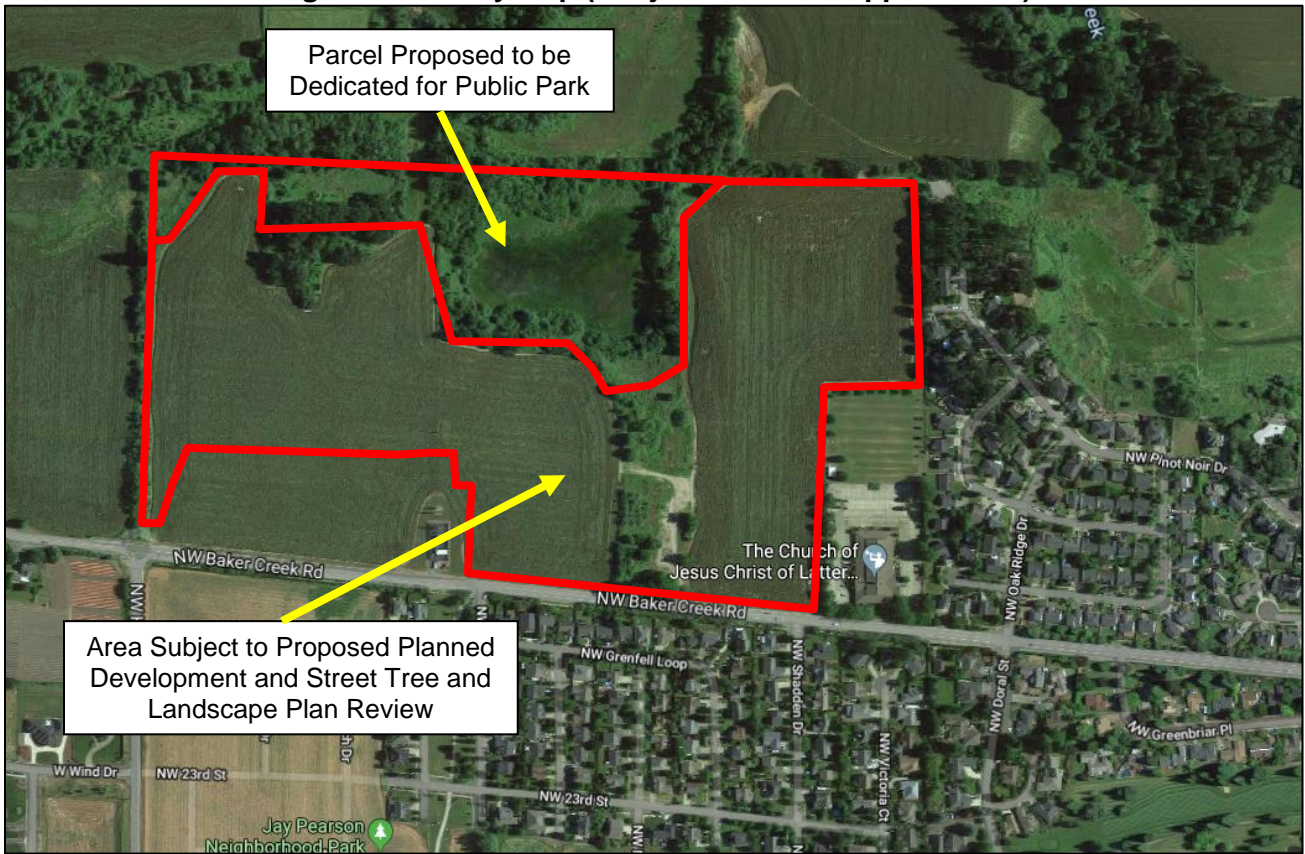 Parcel Proposed to be
Dedicated for Public Park
eek
NW Pinot Noir Dr
NW Oak Ridge Dr
The Church of
Jesus Christ of Latter...
NW Baker Creek Rd
NW Baker Creek Rd
Area Subject to Proposed Planned
Development and Street Tree and
Landscape Plan Review
NW Grenfell Loop
NW Shadden Dr
NW Doral St
NW Victoria Ct
NW Greenbriar Pl
W Wind Dr
NW 23rd St
NW 23rd St
Jay Pearson
Neighborhood Park